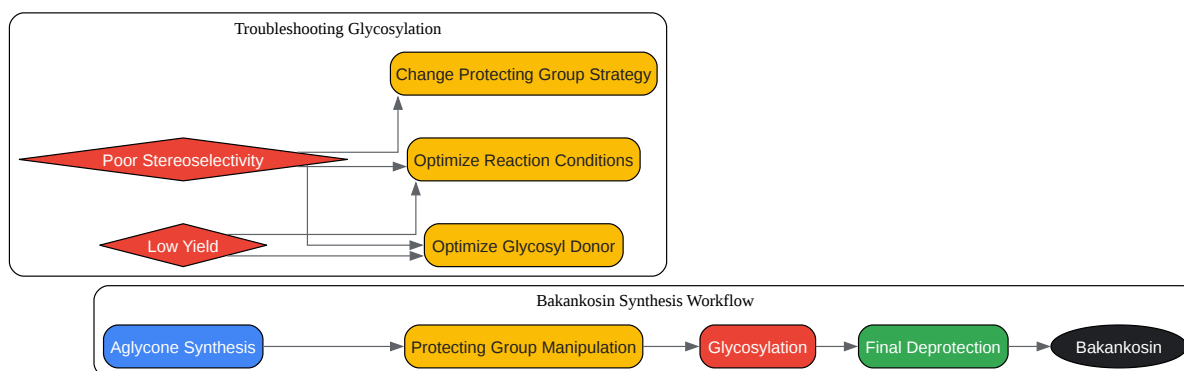 Troubleshooting Glycosylation
Change Protecting Group Strategy
Poor Stereoselectivity
Optimize Reaction Conditions
Low Yield
Optimize Glycosyl Donor
Bakankosin Synthesis Workflow
Aglycone Synthesis
Protecting Group Manipulation
Glycosylation
Final Deprotection
Bakankosin